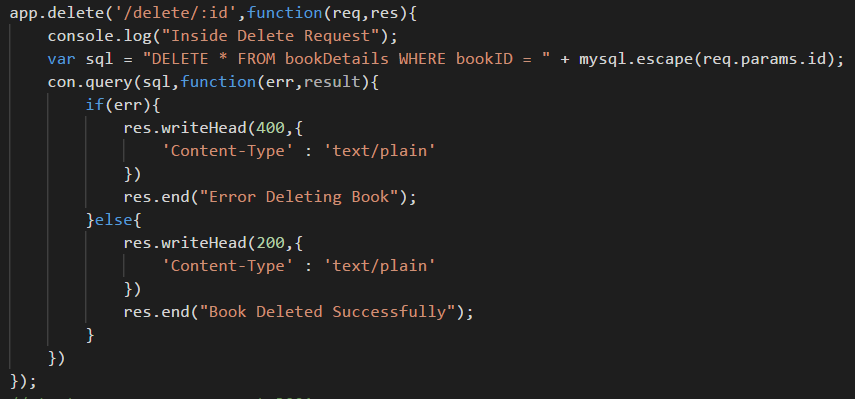 app.delete('/delete/:id',function(req,res){
    console.log("Inside Delete Request");
    var sql = "DELETE * FROM bookDetails WHERE bookID = " + mysql.escape(req.params.id);
    con.query(sql,function(err,result){
        if(err){
            res.writeHead(400,{
                'Content-Type' : 'text/plain'
            })
            res.end("Error Deleting Book");
        }else{
            res.writeHead(200,{
                'Content-Type' : 'text/plain'
            })
            res.end("Book Deleted Successfully");
        }
    })
});